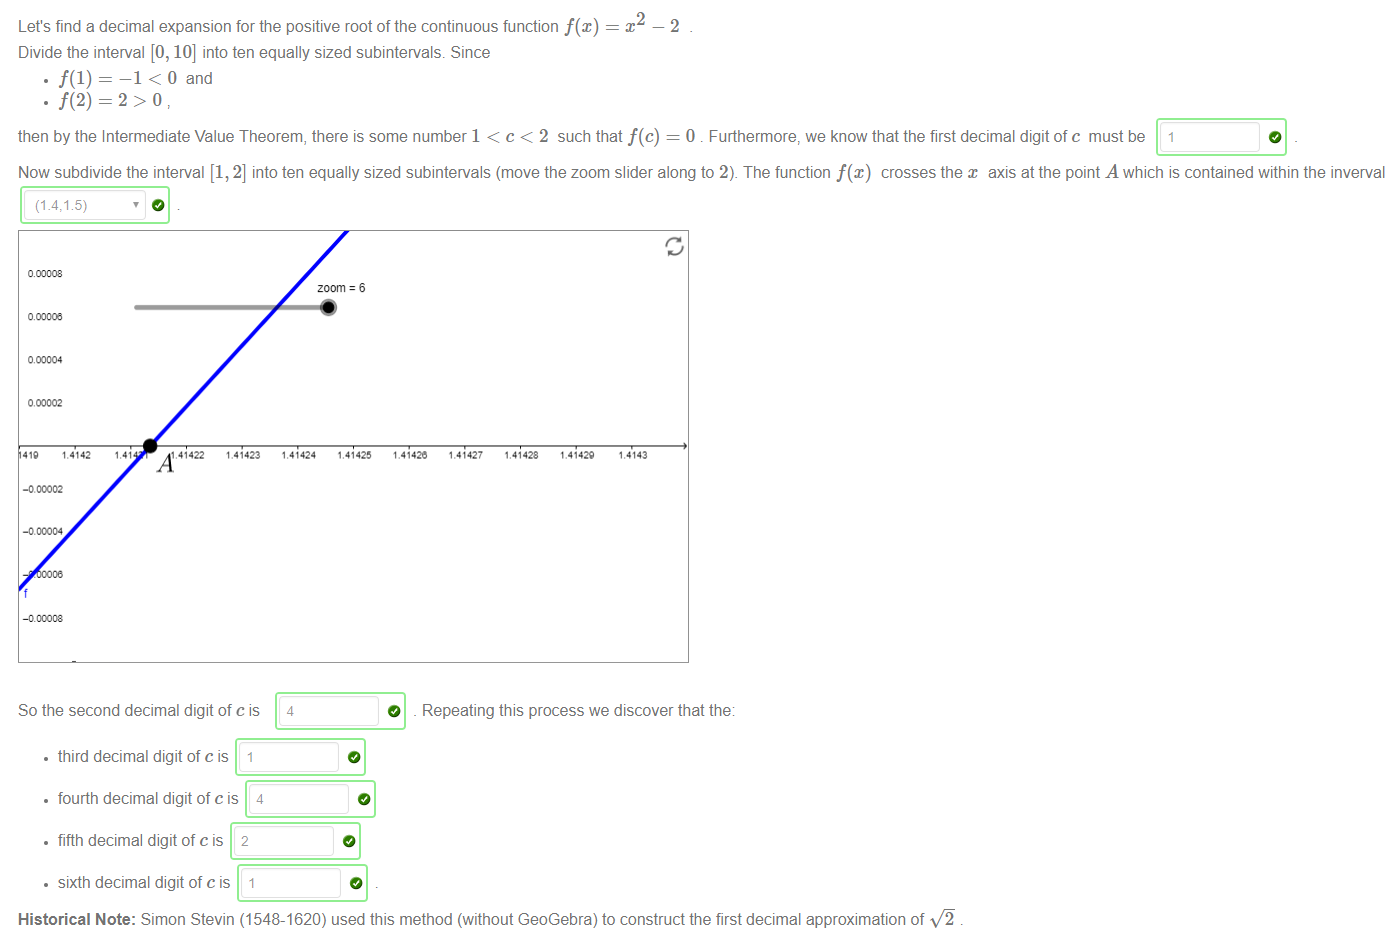 Let's find a decimal expansion for the positive root of the continuous function f(x) = x² − 2 .
Divide the interval [0, 10] into ten equally sized subintervals. Since
• f(1) = −1 < 0 and
• f(2) = 2 > 0 ,
then by the Intermediate Value Theorem, there is some number 1 < c < 2 such that f(c) = 0 . Furthermore, we know that the first decimal digit of c must be 1 .
Now subdivide the interval [1, 2] into ten equally sized subintervals (move the zoom slider along to 2). The function f(x) crosses the x axis at the point A which is contained within the inverval
(1.4,1.5) .
0.00008
zoom = 6
0.00006
0.00004
0.00002
1419 1.4142 1.41421 1.41422 1.41423 1.41424 1.41425 1.41426 1.41427 1.41428 1.41429 1.4143
A
−0.00002
−0.00004
−0.00006
f
−0.00008
So the second decimal digit of c is 4 . Repeating this process we discover that the:
• third decimal digit of c is 1
• fourth decimal digit of c is 4
• fifth decimal digit of c is 2
• sixth decimal digit of c is 1 .
Historical Note: Simon Stevin (1548-1620) used this method (without GeoGebra) to construct the first decimal approximation of √2 .